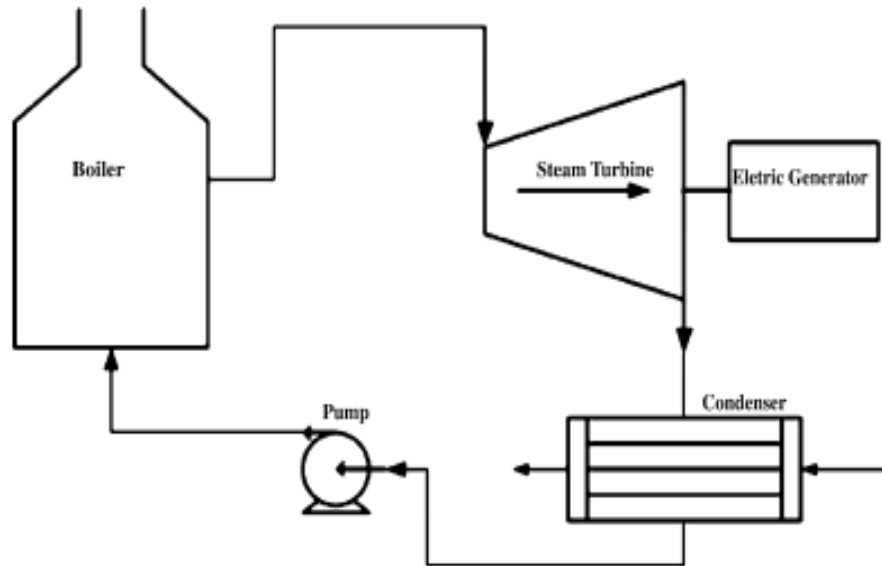 Boiler
Steam Turbine
Eletric Generator
Pump
Condenser